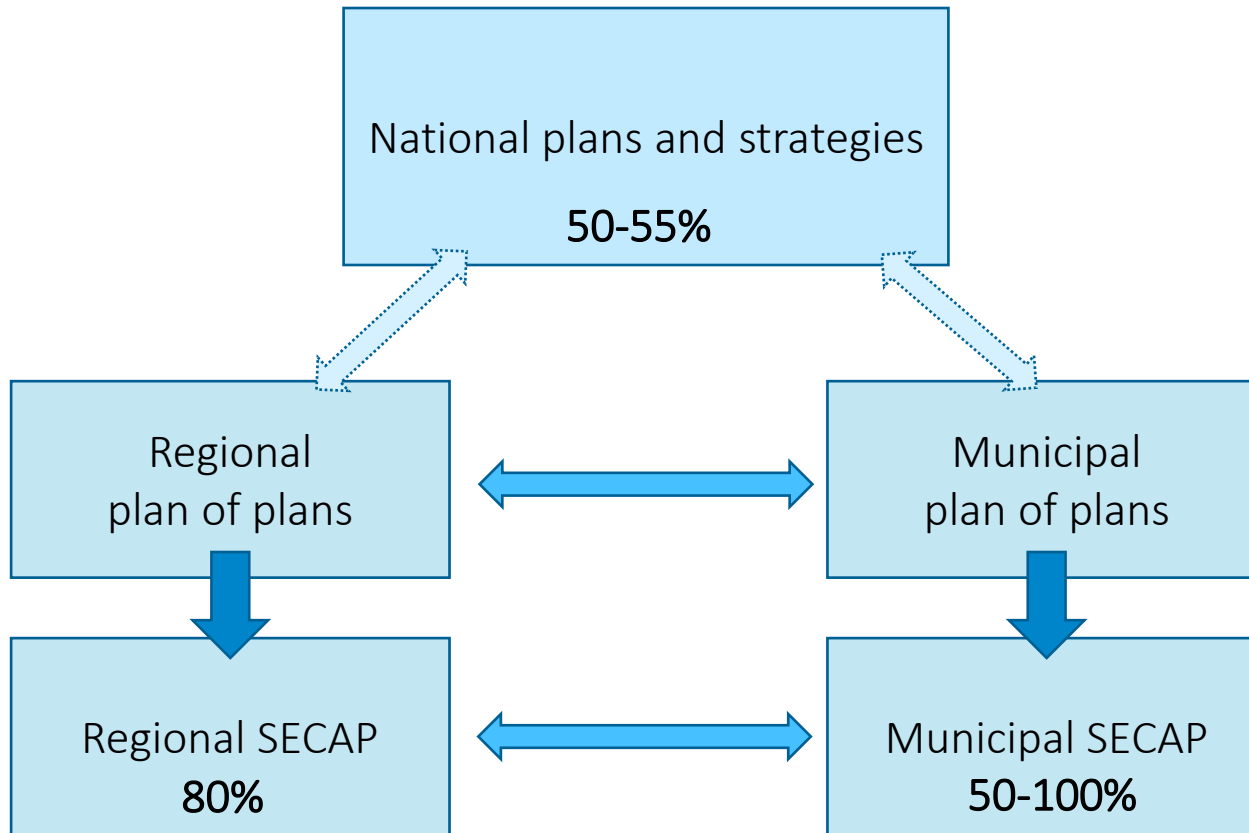 National plans and strategies
50-55%
Regional
plan of plans
Municipal
plan of plans
Regional SECAP
80%
Municipal SECAP
50-100%